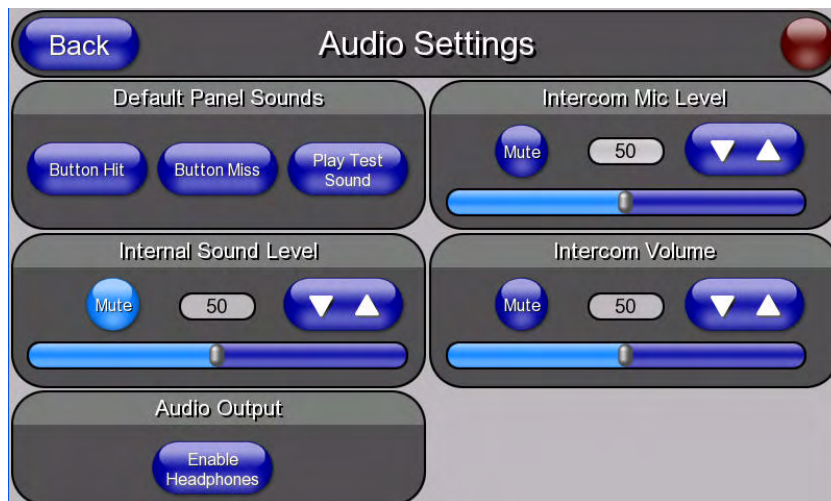 Back
Audio Settings
Default Panel Sounds
Button Hit
Button Miss
Play Test
Sound
Intercom Mic Level
Mute
50
Internal Sound Level
Mute
50
Intercom Volume
Mute
50
Audio Output
Enable
Headphones